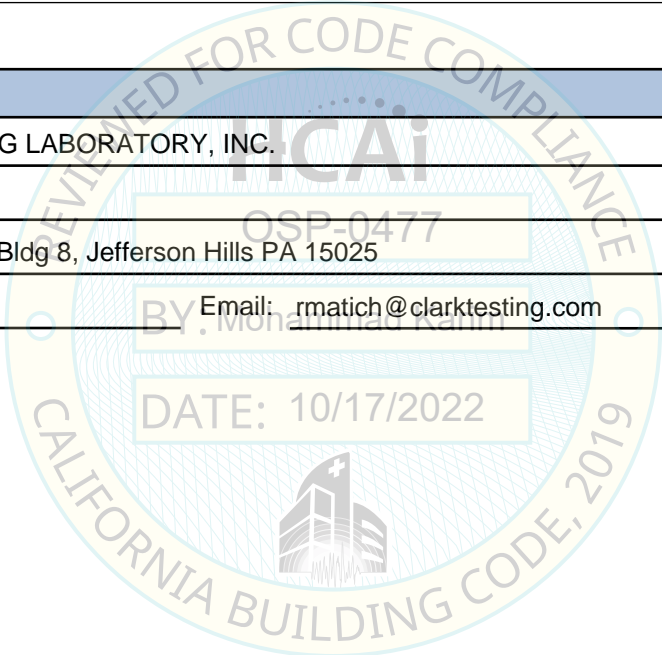 REVIEWED FOR CODE COMPLIANCE
HCAi
G LABORATORY, INC.
OSP-0477
Bldg 8, Jefferson Hills PA 15025
Email: rmatich@clarktesting.com
BY: Mohammad Karim
DATE: 10/17/2022
CALIFORNIA BUILDING CODE, 2019